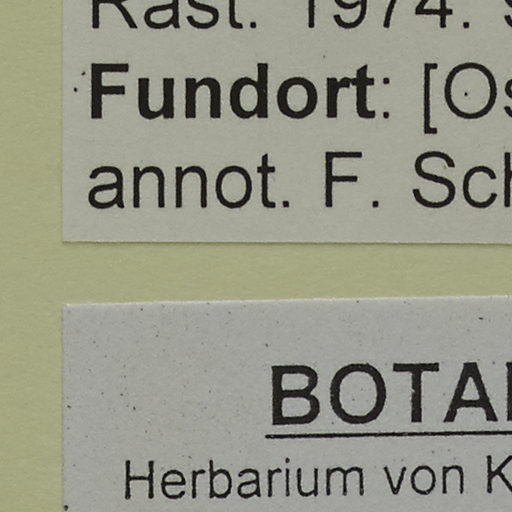 Rast. 1974.
Fundort: [Os
annot. F. Sch
BOTA
Herbarium von K